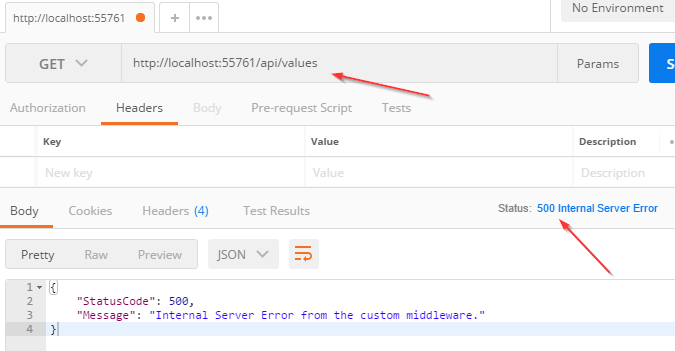 http://localhost:55761
+ •••
No Environment
GET http://localhost:55761/api/values Params S
Authorization Headers Body Pre-request Script Tests
Key Value Description
New key Value Description
Body Cookies Headers (4) Test Results Status: 500 Internal Server Error
Pretty Raw Preview JSON
1 {
2 "StatusCode": 500,
3 "Message": "Internal Server Error from the custom middleware."
4 }